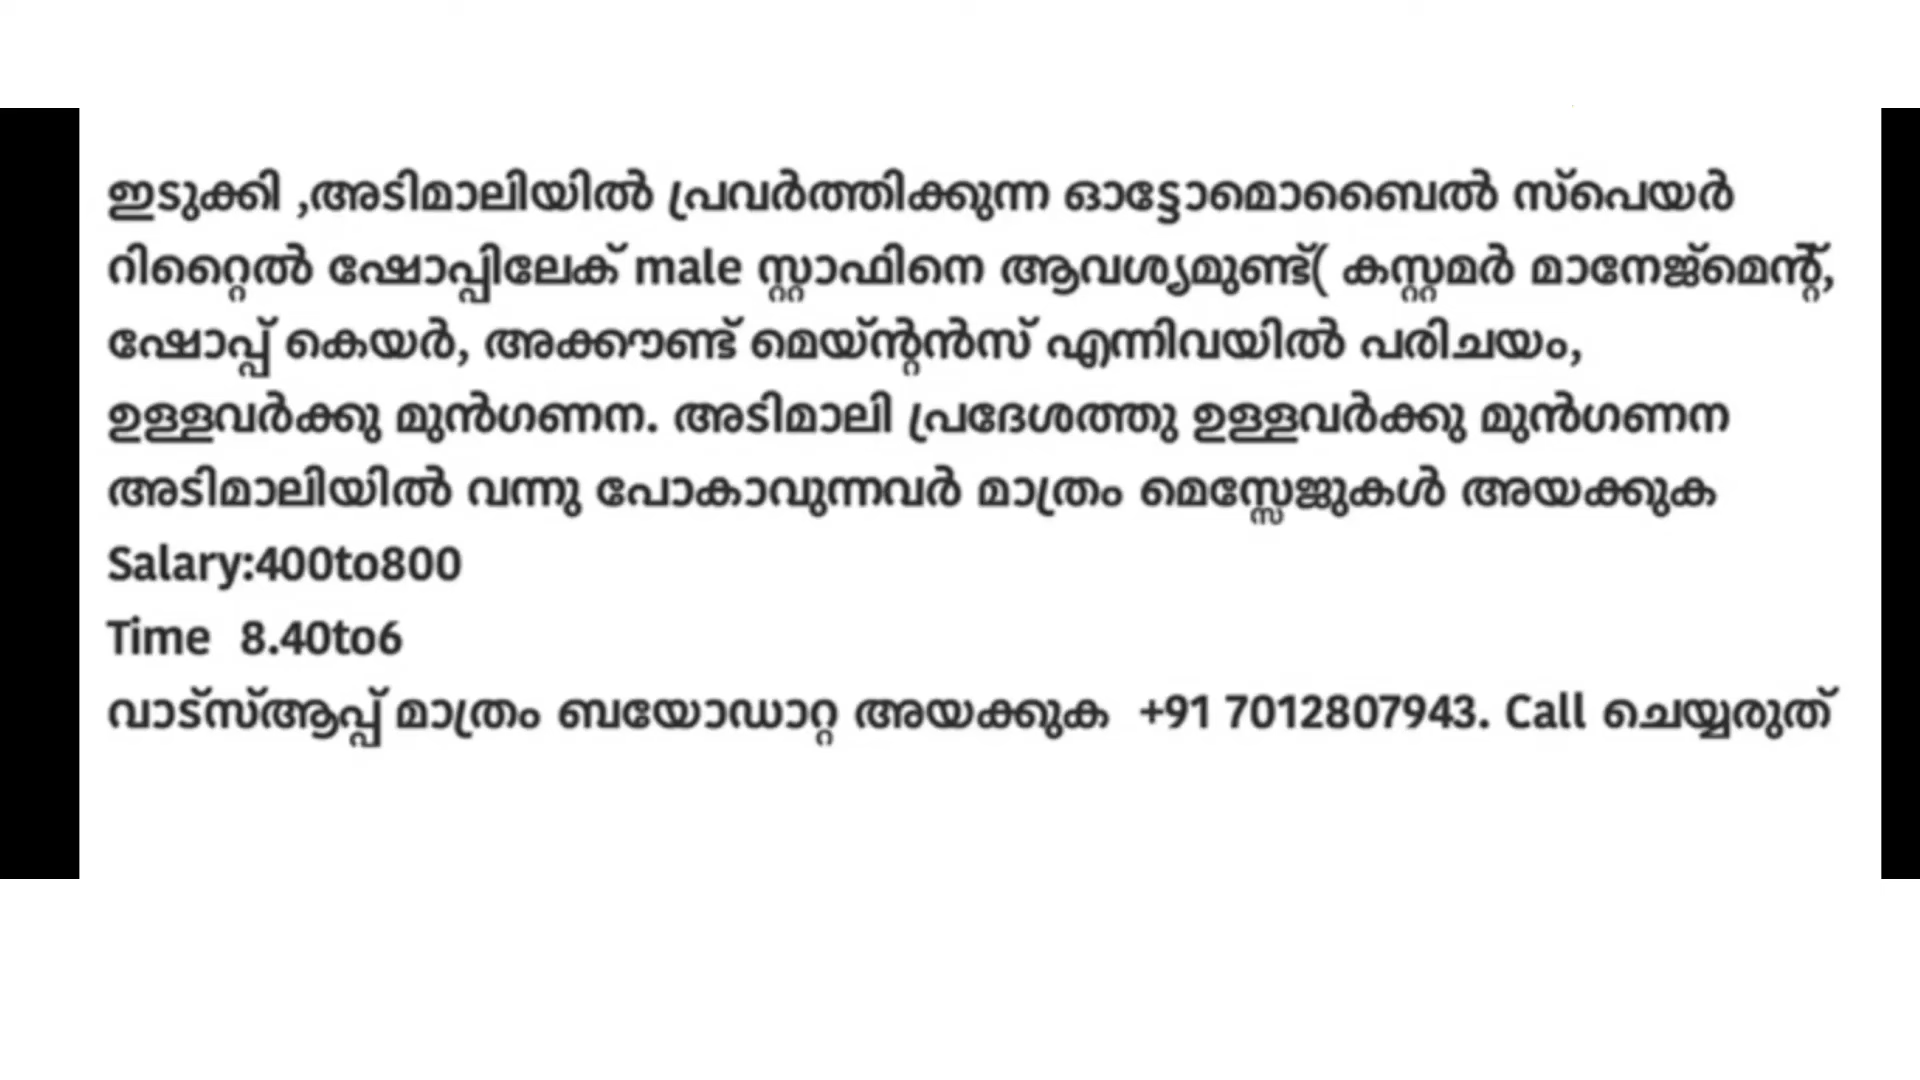 ഇടുക്കി ,അടിമാലിയിൽ പ്രവർത്തിക്കുന്ന ഓട്ടോമൊബൈൽ സ്പെയർ
റിറ്റൈൽ ഷോപ്പിലേക് male സ്റ്റാഫിനെ ആവശ്യമുണ്ട്( കസ്റ്റമർ മാനേജ്മെന്റ്,
ഷോപ്പ് കെയർ, അക്കൗണ്ട് മെയ്ന്റൻസ് എന്നിവയിൽ പരിചയം,
ഉള്ളവർക്കു മുൻഗണന. അടിമാലി പ്രദേശത്തു ഉള്ളവർക്കു മുൻഗണന
അടിമാലിയിൽ വന്നു പോകാവുന്നവർ മാത്രം മെസ്സേജുകൾ അയക്കുക
Salary:400to800
Time 8.40to6
വാട്സ്ആപ്പ് മാത്രം ബയോഡാറ്റ അയക്കുക +91 7012807943. Call ചെയ്യരുത്